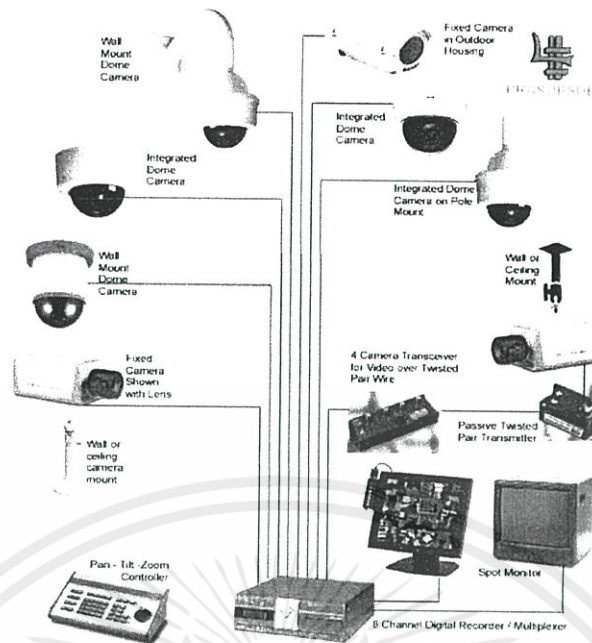 Wall
Mount
Dome
Camera
Fixed Camera
in Outdoor
Housing
Integrated
Dome
Camera
Integrated
Dome
Camera
Integrated Dome
Camera on Pole
Mount
Wall
Mount
Dome
Camera
Wall or
Ceiling
Mount
Fixed
Camera
Shown
with Lens
4 Camera Transceiver
for Video over Twisted
Pair Wire
Passive Twisted
Pair Transmitter
Wall or
ceiling
camera
mount
Pan - Tilt -Zoom
Controller
Spot Monitor
8 Channel Digital Recorder / Multiplexer